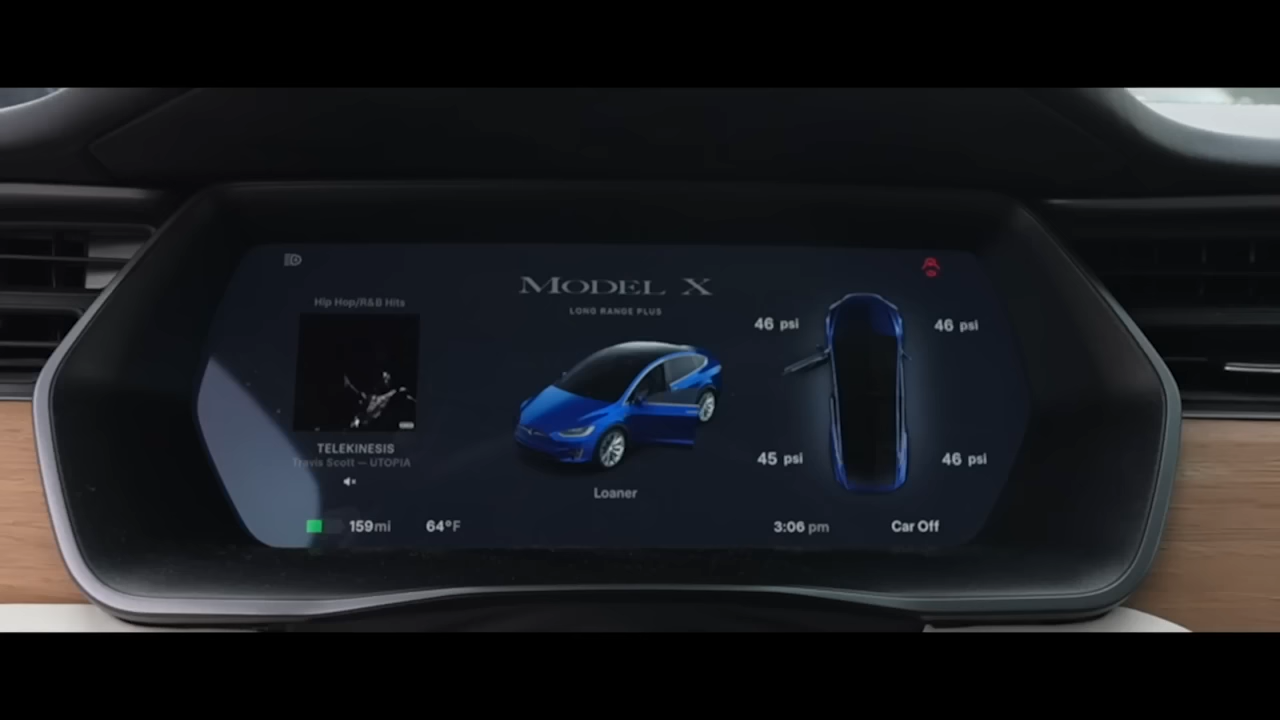 Hip Hop/R&B Hits
TELEKINESIS
Travis Scott — UTOPIA
159mi
64°F
MODEL X
LONG RANGE PLUS
Loaner
46 psi
46 psi
45 psi
46 psi
3:06 pm
Car Off